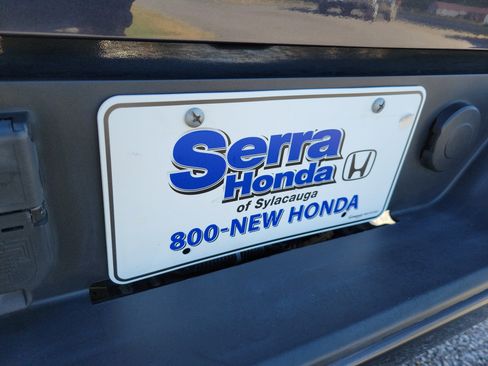 Serra
Honda
of Sylacauga
800-NEW HONDA